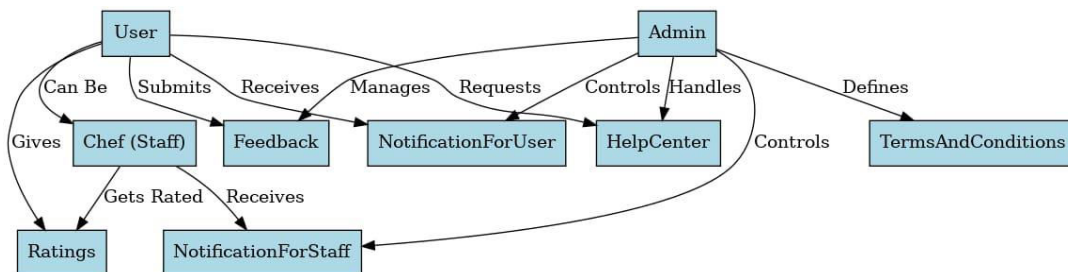 User
Admin
Can Be
Submits
Receives
Manages
Requests
Controls
Handles
Defines
Gives
Chef (Staff)
Feedback
NotificationForUser
HelpCenter
Controls
TermsAndConditions
Gets Rated
Receives
Ratings
NotificationForStaff